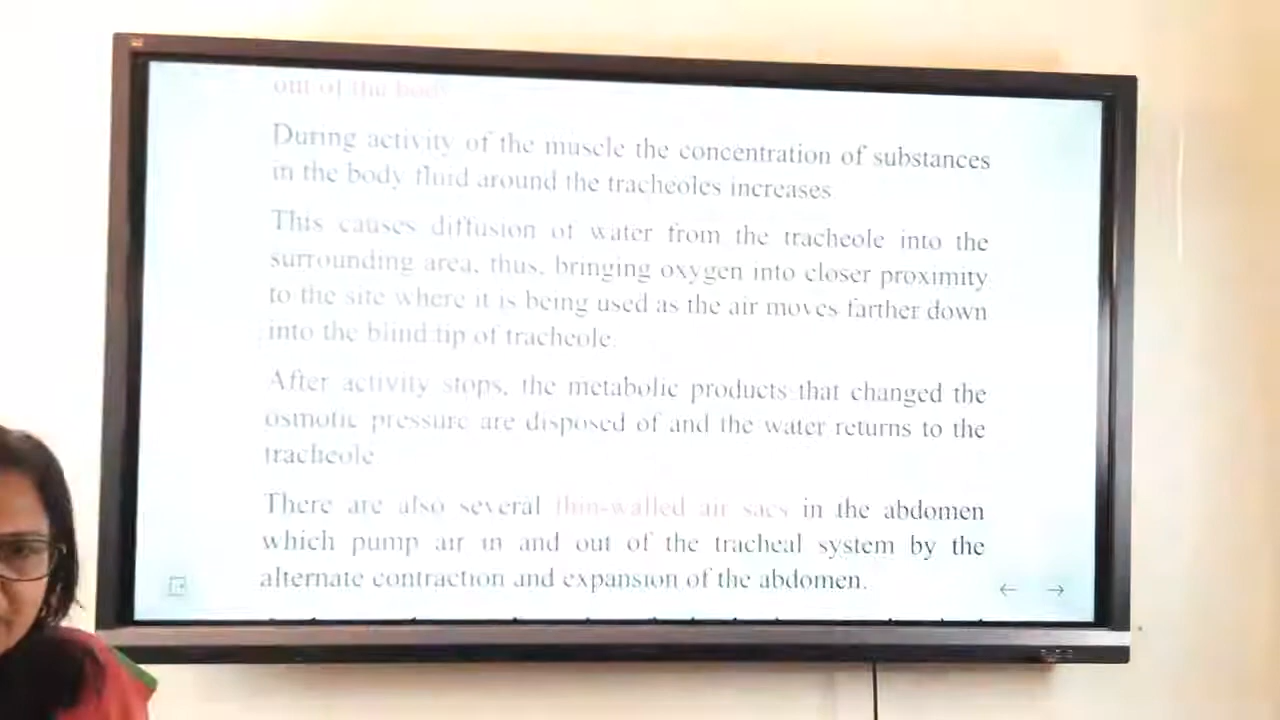 out of the body
During activity of the muscle the concentration of substances
in the body fluid around the tracheoles increases
This causes diffusion of water from the tracheole into the
surrounding area, thus, bringing oxygen into closer proximity
to the site where it is being used as the air moves farther down
into the blind tip of tracheole.
After activity stops, the metabolic products that changed the
osmotic pressure are disposed of and the water returns to the
tracheole
There are also several thin-walled air sacs in the abdomen
which pump air in and out of the tracheal system by the
alternate contraction and expansion of the abdomen.